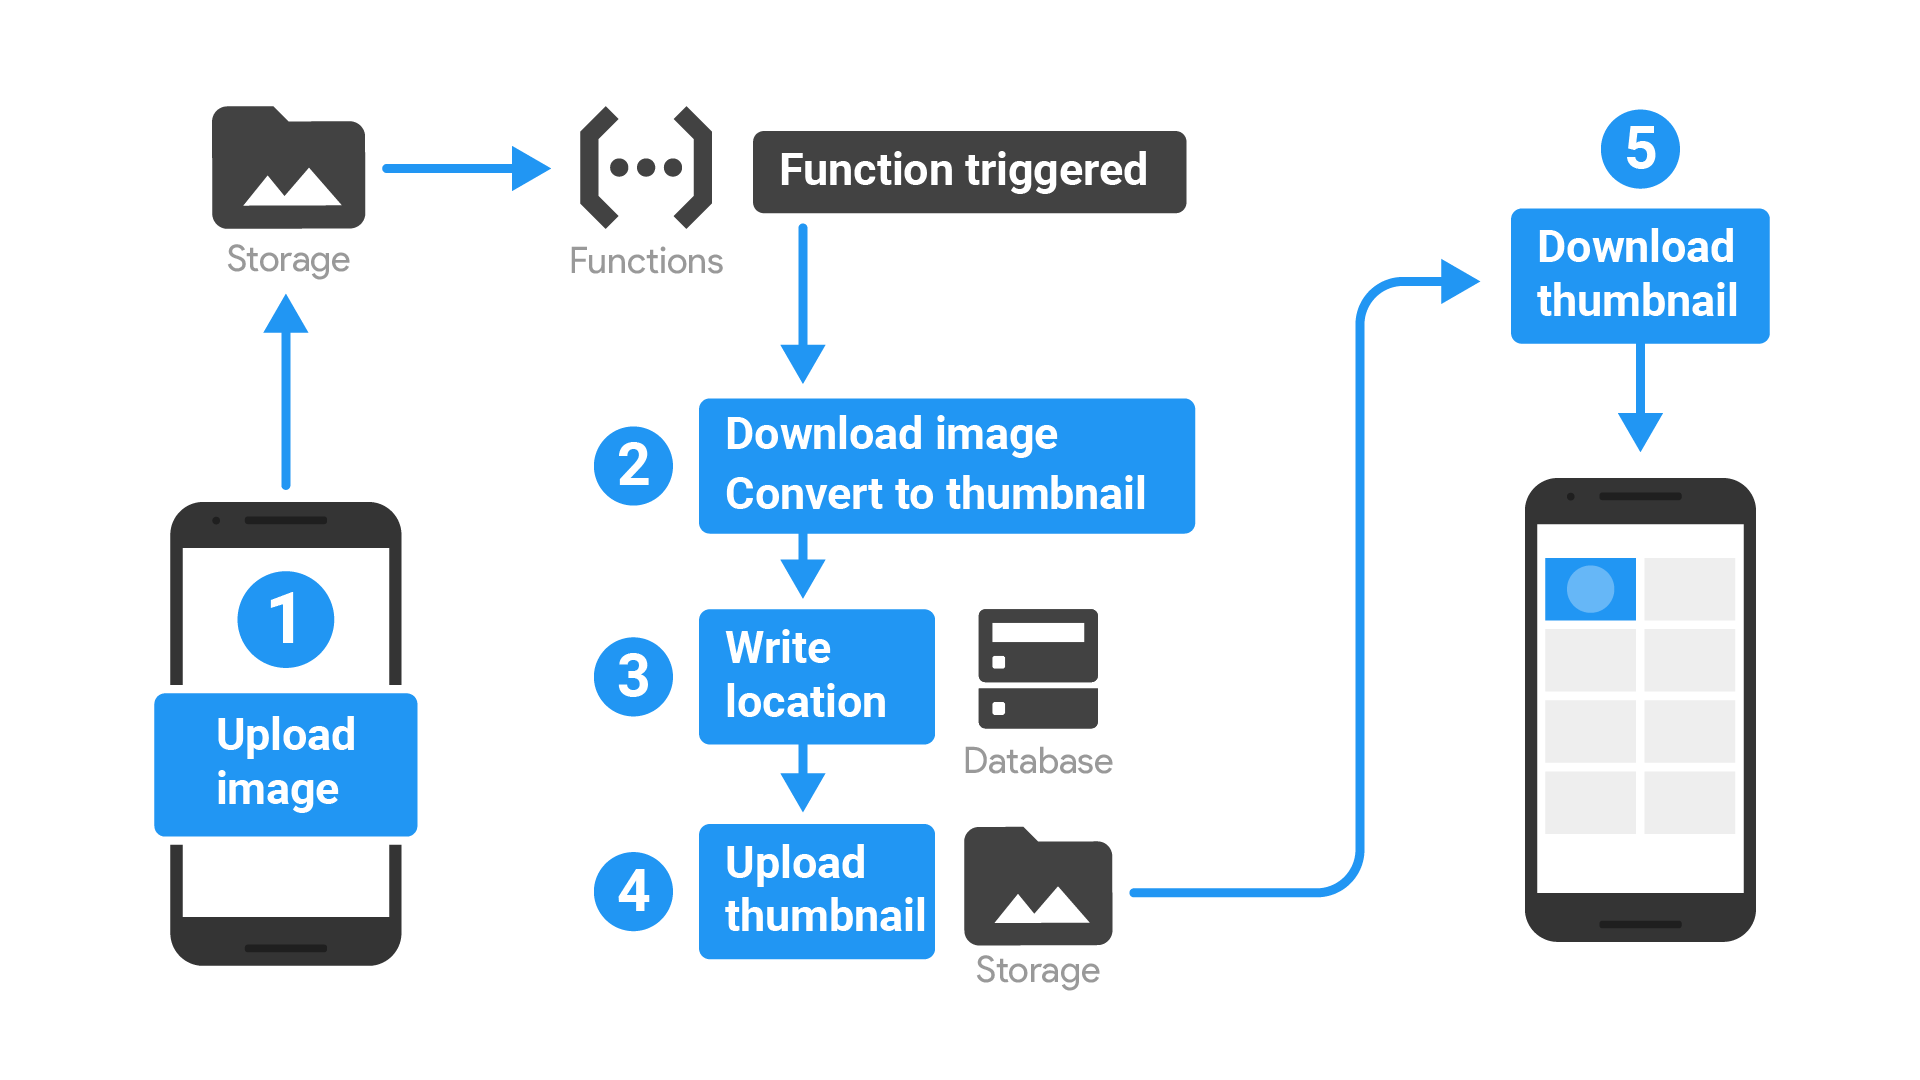 Storage
Functions
Function triggered
1
Upload
image
2
Download image
Convert to thumbnail
3
Write
location
Database
4
Upload
thumbnail
Storage
5
Download
thumbnail